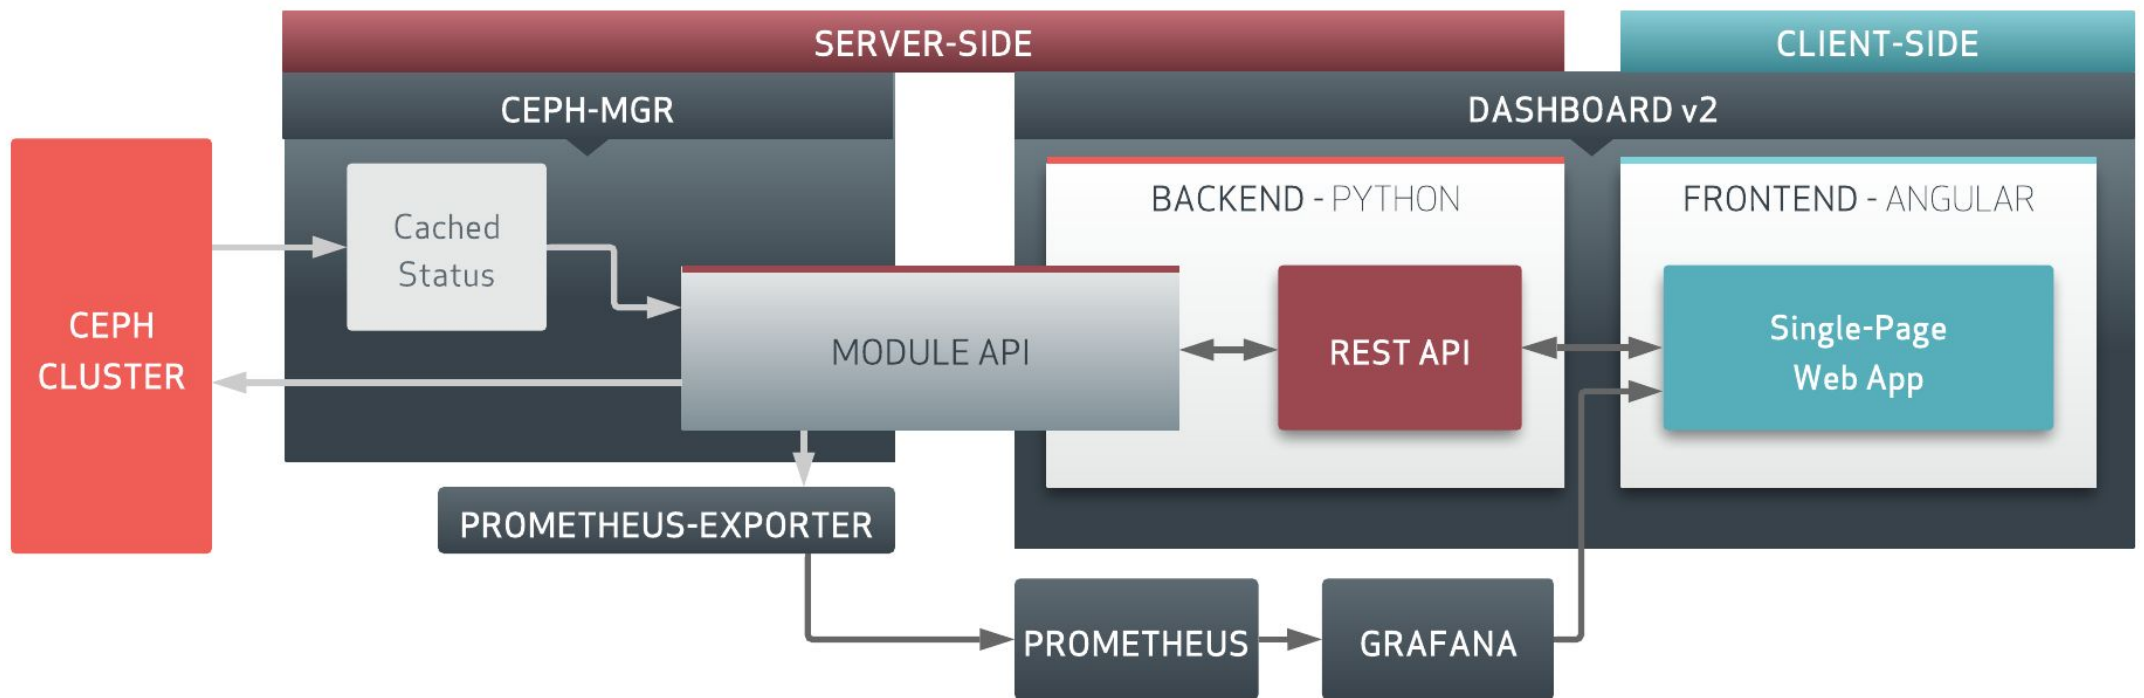 SERVER-SIDE
CLIENT-SIDE
CEPH-MGR
DASHBOARD v2
CEPH
CLUSTER
Cached
Status
MODULE API
BACKEND - PYTHON
REST API
FRONTEND - ANGULAR
Single-Page
Web App
PROMETHEUS-EXPORTER
PROMETHEUS
GRAFANA